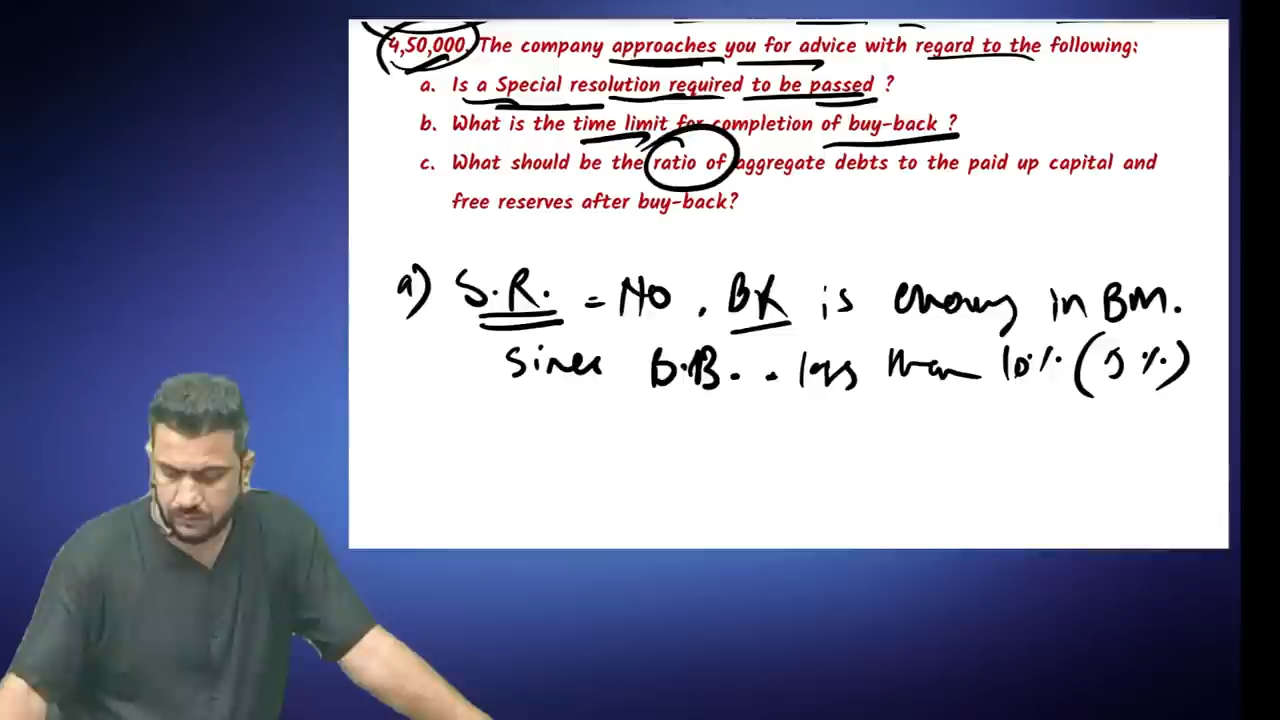 4,50,000. The company approaches you for advice with regard to the following:
a. Is a Special resolution required to be passed ?
b. What is the time limit for completion of buy-back ?
c. What should be the ratio of aggregate debts to the paid up capital and
free reserves after buy-back?
a) S.R. = No. is in BM.
Since B.B. less than 10% (5%)